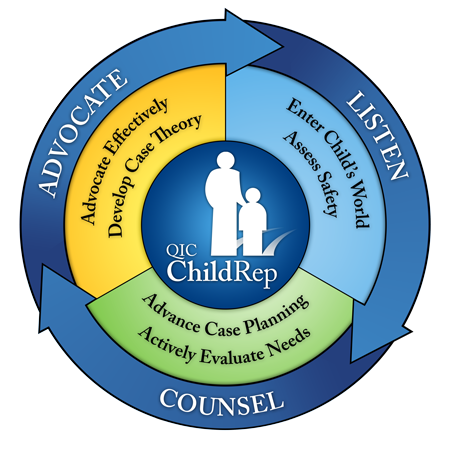 ADVOCATE
LISTEN
COUNSEL
Advocate Effectively
Develop Case Theory
Enter Child's World
Assess Safety
Advance Case Planning
Actively Evaluate Needs
QIC
ChildRep